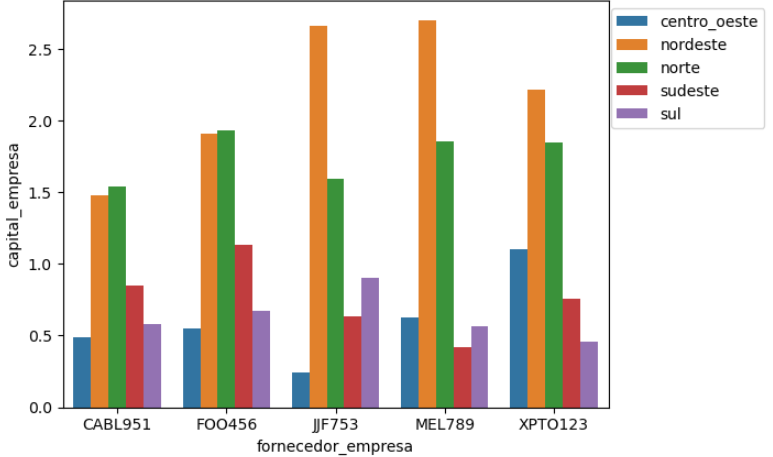 centro_oeste
nordeste
norte
sudeste
sul
capital_empresa
2.5
2.0
1.5
1.0
0.5
0.0
CABL951 FOO456 JJF753 MEL789 XPTO123
fornecedor_empresa